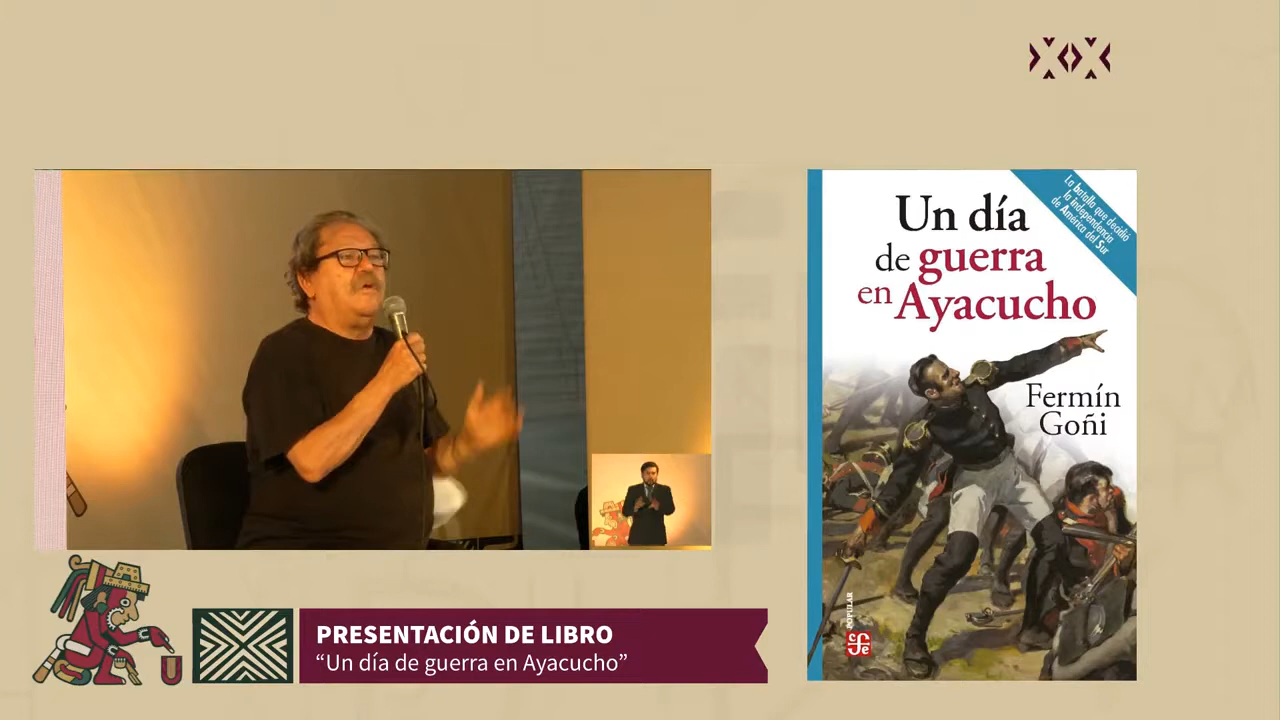 La batalla que decidió
la independencia
de América del Sur
Un día
de guerra
en Ayacucho
Fermín
Goñi
POPULAR
FCE
PRESENTACIÓN DE LIBRO
“Un día de guerra en Ayacucho”